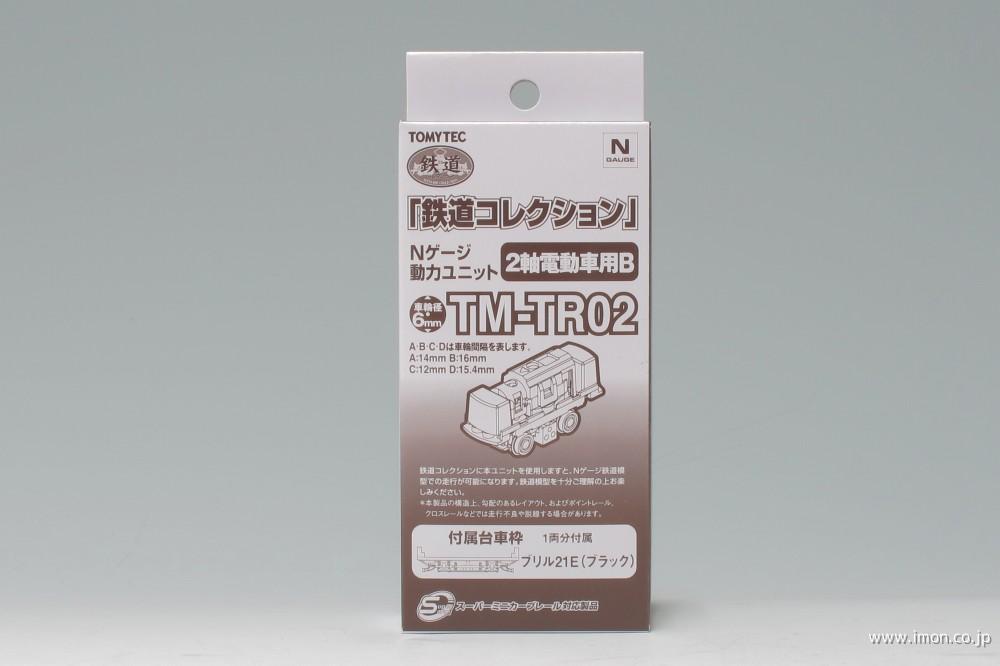 TOMYTEC
鉄道
N
GAUGE
「鉄道コレクション」
Nゲージ
動力ユニット
2軸電動車用B
車輪径
6mm
TM-TR02
A・B・C・Dは車輪間隔を表します。
A:14mm B:16mm
C:12mm D:15.4mm
鉄道コレクションに本ユニットを使用しますと、Nゲージ鉄道模
型での走行が可能になります。鉄道模型を十分ご理解の上お楽
しみください。
*本製品の構造上、勾配のあるレイアウト、およびポイントレール、
クロスレールなどでは走行不良や脱線する場合があります。
付属台車枠 1両分付属
ブリル21E(ブラック)
スーパーミニカーブレール対応製品
www.imon.co.jp